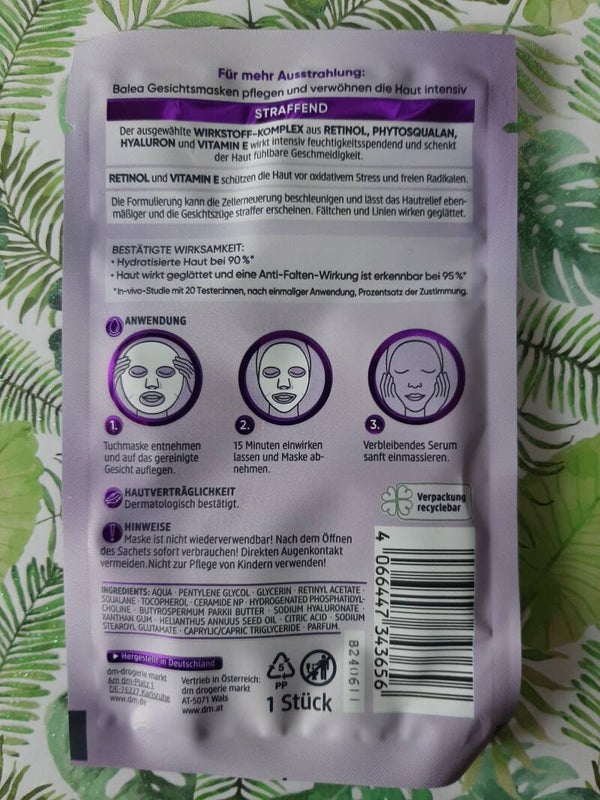 Für mehr Ausstrahlung:
Balea Gesichtsmasken pflegen und verwöhnen die Haut intensiv
STRAFFEND
Der ausgewählte WIRKSTOFF-KOMPLEX aus RETINOL, PHYTOSQUALAN,
HYALURON und VITAMIN E wirkt intensiv feuchtigkeitsspendend und schenkt
der Haut fühlbare Geschmeidigkeit.
RETINOL und VITAMIN E schützen die Haut vor oxidativem Stress und freien Radikalen.
Die Formulierung kann die Zellerneuerung beschleunigen und lässt das Hautrelief eben-
mäßiger und die Gesichtszüge straffer erscheinen. Fältchen und Linien wirken geglättet.
BESTÄTIGTE WIRKSAMKEIT:
• Hydratisierte Haut bei 90 %*
• Haut wirkt geglättet und eine Anti-Falten-Wirkung ist erkennbar bei 95 %*
*In-vivo-Studie mit 20 Tester:innen, nach einmaliger Anwendung, Prozentsatz der Zustimmung.
ANWENDUNG
1.
2.
3.
Tuchmaske entnehmen
und auf das gereinigte
Gesicht auflegen.
15 Minuten einwirken
lassen und Maske ab-
nehmen.
Verbleibendes Serum
sanft einmassieren.
HAUTVERTRÄGLICHKEIT
Dermatologisch bestätigt.
Verpackung
recyclebar
HINWEISE
Maske ist nicht wiederverwendbar! Nach dem Öffnen
des Sachets sofort verbrauchen! Direkten Augenkontakt
vermeiden. Nicht zur Pflege von Kindern verwenden!
INGREDIENTS: AQUA · PENTYLENE GLYCOL · GLYCERIN · RETINYL ACETATE ·
SQUALANE · TOCOPHEROL · CERAMIDE NP · HYDROGENATED PHOSPHATIDYL-
CHOLINE · BUTYROSPERMUM PARKII BUTTER · SODIUM HYALURONATE ·
XANTHAN GUM · HELIANTHUS ANNUUS SEED OIL · CITRIC ACID · SODIUM
STEAROYL GLUTAMATE · CAPRYLIC/CAPRIC TRIGLYCERIDE · PARFUM.
Hergestellt in Deutschland
dm-drogerie markt
Am dm-Platz 1
DE-76227 Karlsruhe
www.dm.de
Vertrieb in Österreich:
dm drogerie markt
AT-5071 Wals
www.dm.at
5
PP
1 Stück
B240611
4 066447 343656